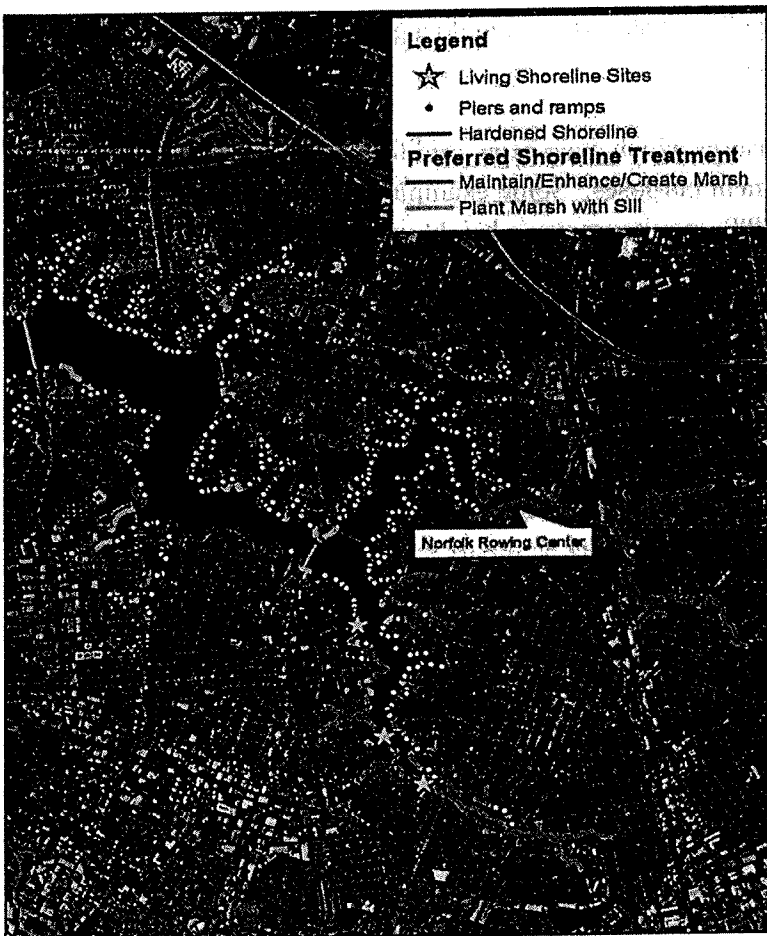 Legend
Living Shoreline Sites
Piers and ramps
Hardened Shoreline
Preferred Shoreline Treatment
Maintain/Enhance/Create Marsh
Plant Marsh with Sill
Norfolk Rowing Center